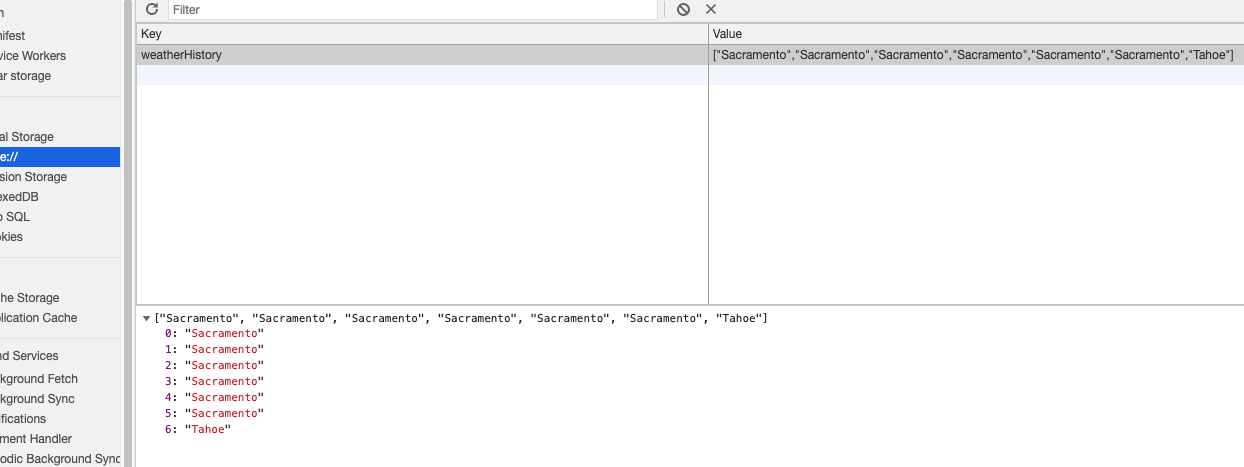 Filter
Key Value
weatherHistory ["Sacramento","Sacramento","Sacramento","Sacramento","Sacramento","Sacramento","Tahoe"]
nifest
vice Workers
ar storage
al Storage
e://
sion Storage
exedDB
o SQL
okies
he Storage
plication Cache
nd Services
kground Fetch
kground Sync
ifications
ment Handler
odic Background Sync
["Sacramento", "Sacramento", "Sacramento", "Sacramento", "Sacramento", "Sacramento", "Tahoe"]
0: "Sacramento"
1: "Sacramento"
2: "Sacramento"
3: "Sacramento"
4: "Sacramento"
5: "Sacramento"
6: "Tahoe"